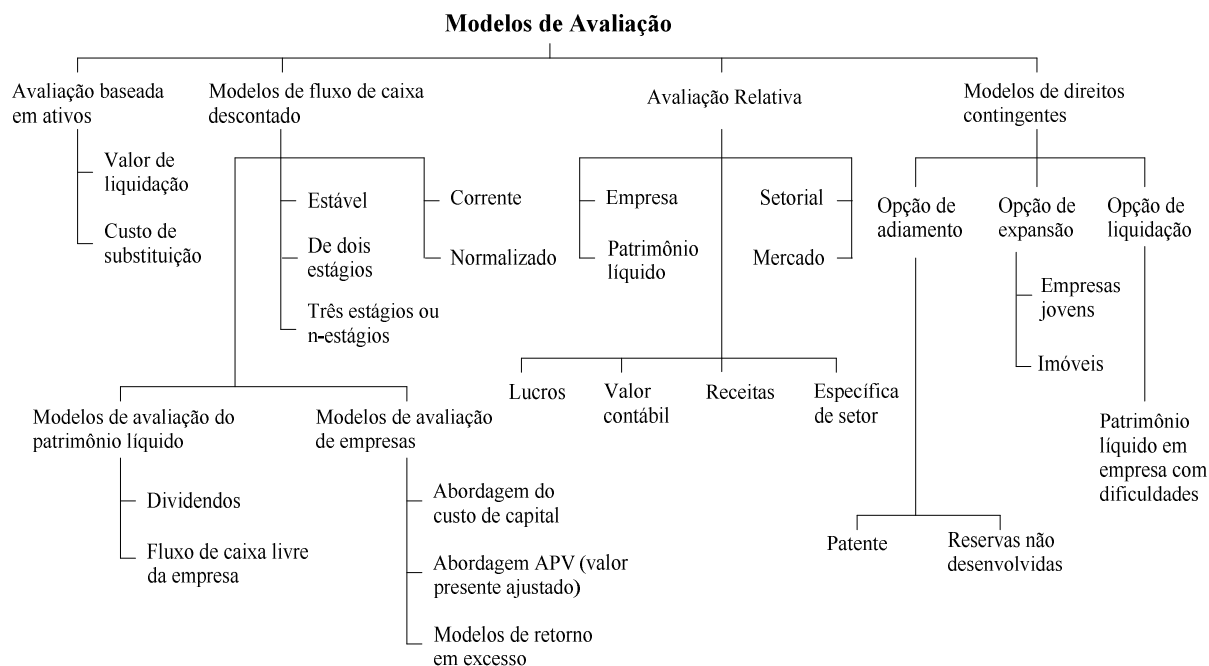 Modelos de Avaliação
Avaliação baseada
em ativos
Modelos de fluxo de caixa
descontado
Avaliação Relativa
Modelos de direitos
contingentes
Valor de
liquidação
Custo de
substituição
Estável
De dois
estágios
Três estágios ou
n-estágios
Corrente
Normalizado
Empresa
Patrimônio
líquido
Setorial
Mercado
Opção de
adiamento
Opção de
expansão
Opção de
liquidação
Empresas
jovens
Imóveis
Lucros
Valor
contábil
Receitas
Específica
de setor
Modelos de avaliação do
patrimônio líquido
Modelos de avaliação
de empresas
Patrimônio
líquido em
empresa com
dificuldades
Dividendos
Fluxo de caixa livre
da empresa
Abordagem do
custo de capital
Abordagem APV (valor
presente ajustado)
Modelos de retorno
em excesso
Patente
Reservas não
desenvolvidas